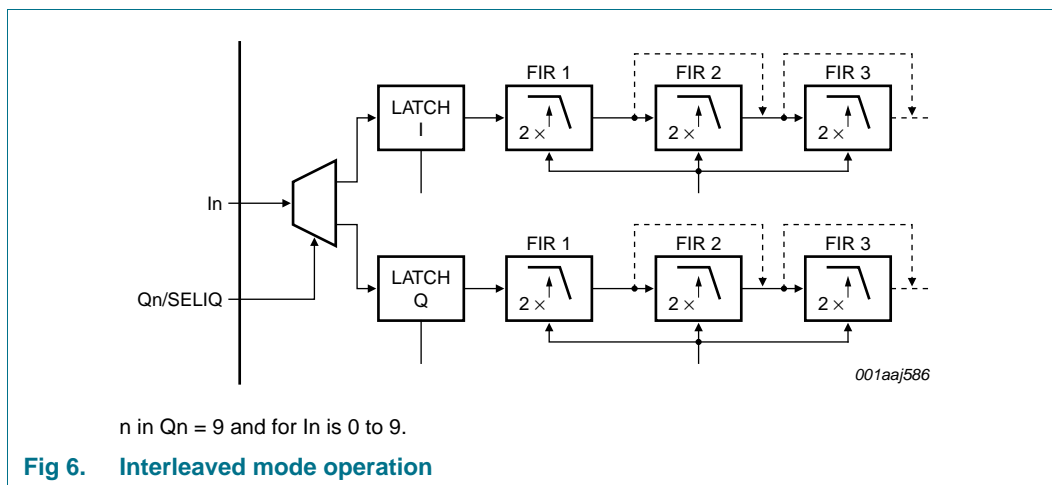 FIR 1 FIR 2 FIR 3
LATCH
I
2 × 2 × 2 ×
In
FIR 1 FIR 2 FIR 3
LATCH
Q
Qn/SELIQ
2 × 2 × 2 ×
001aaj586
n in Qn = 9 and for In is 0 to 9.
Fig 6. Interleaved mode operation